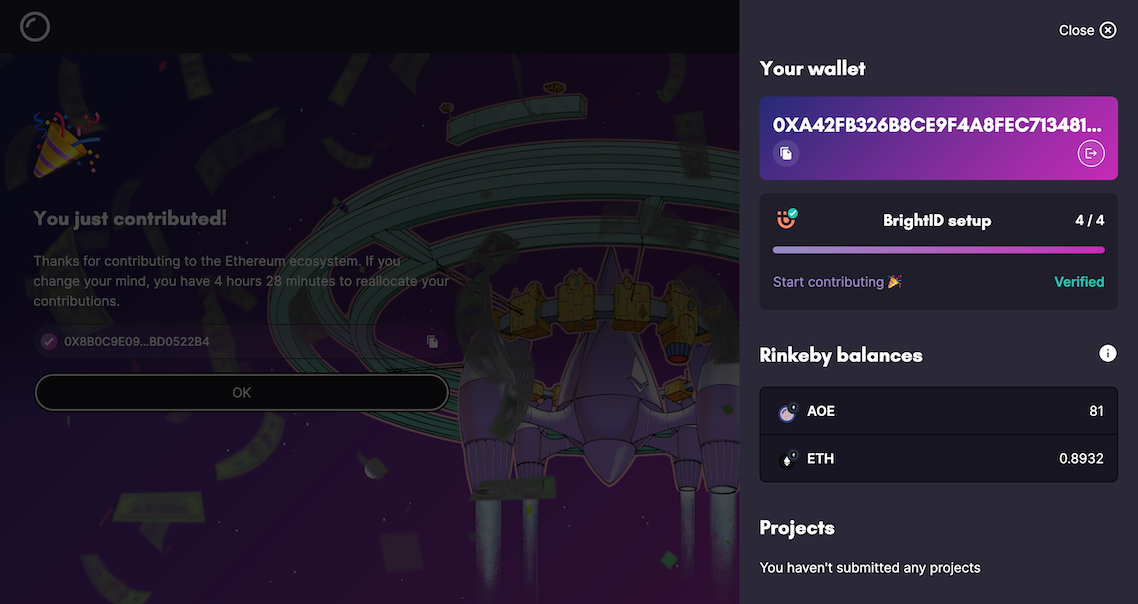 You just contributed!
Thanks for contributing to the Ethereum ecosystem. If you
change your mind, you have 4 hours 28 minutes to reallocate your
contributions.
0X8B0C9E09...BD0522B4
OK
Close
Your wallet
0XA42FB326B8CE9F4A8FEC713481...
BrightID setup
4 / 4
Start contributing 🎉
Verified
Rinkeby balances
AOE
81
ETH
0.8932
Projects
You haven't submitted any projects